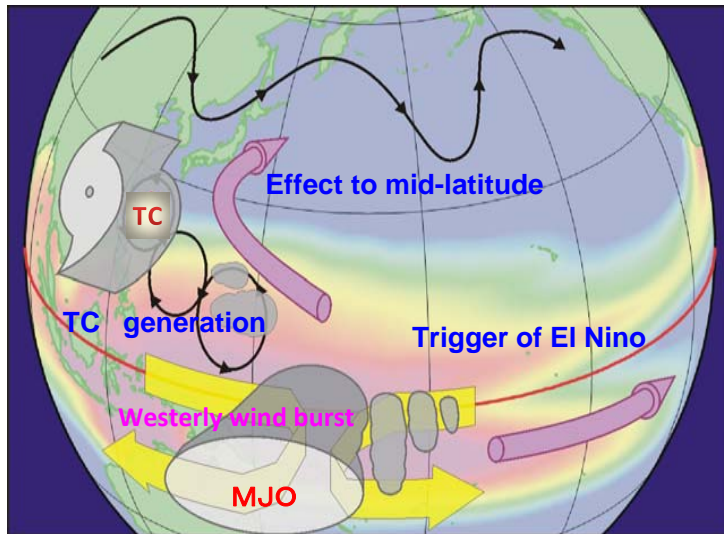 Effect to mid-latitude
TC
TC generation
Trigger of El Nino
Westerly wind burst
MJO